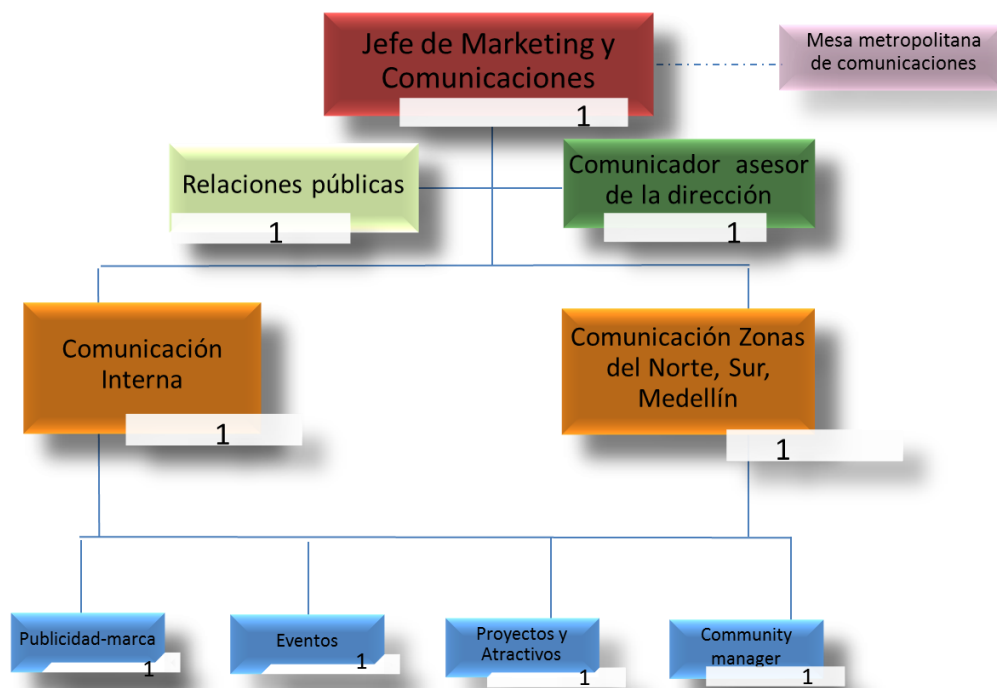 Jefe de Marketing y
Comunicaciones
1
Mesa metropolitana
de comunicaciones
Relaciones públicas
1
Comunicador asesor
de la dirección
1
Comunicación
Interna
1
Comunicación Zonas
del Norte, Sur,
Medellín
1
Publicidad-marca
1
Eventos
1
Proyectos y
Atractivos
1
Community
manager
1